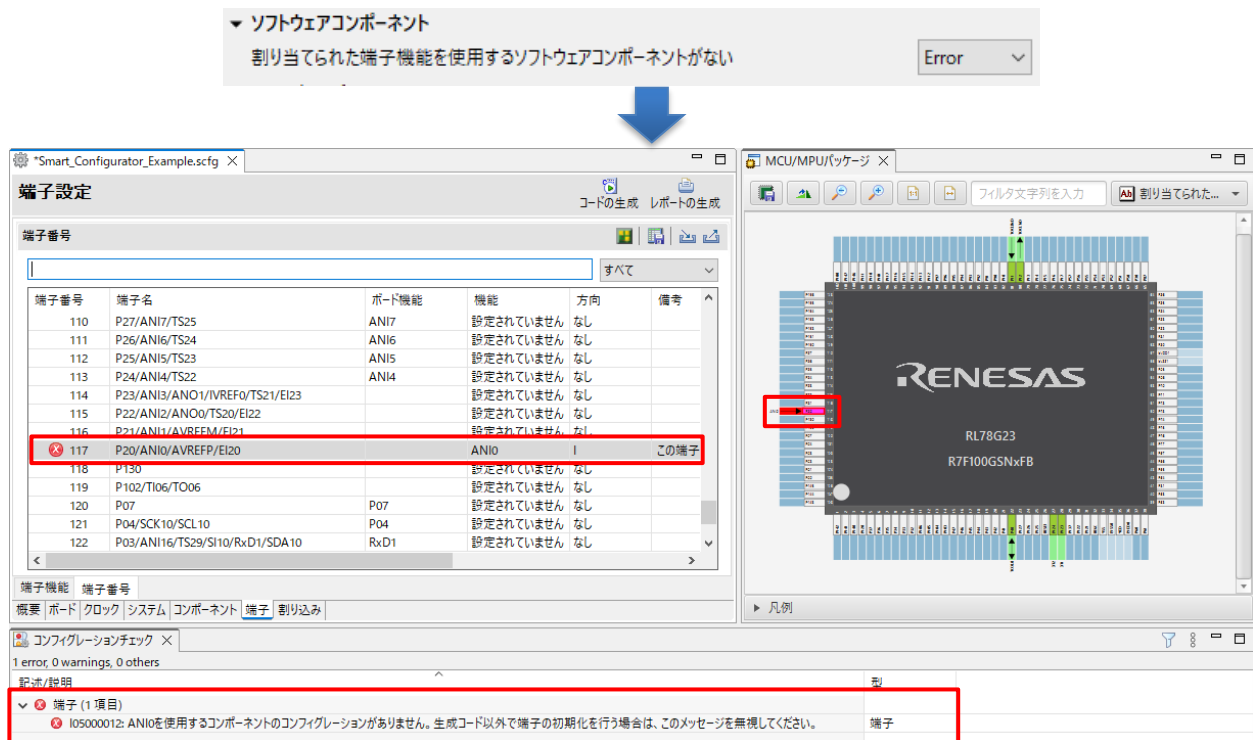 ソフトウェアコンポーネント
割り当てられた端子機能を使用するソフトウェアコンポーネントがない Error
*Smart_Configurator_Example.scfg
端子設定
コードの生成 レポートの生成
端子番号
すべて
端子番号 端子名 ボード機能 機能 方向 備考
110 P27/ANI7/TS25 ANI7 設定されていません なし
111 P26/ANI6/TS24 ANI6 設定されていません なし
112 P25/ANI5/TS23 ANI5 設定されていません なし
113 P24/ANI4/TS22 ANI4 設定されていません なし
114 P23/ANI3/ANO1/IVREF0/TS21/EI23 設定されていません なし
115 P22/ANI2/ANO0/TS20/EI22 設定されていません なし
116 P21/ANI1/AVREFM/EI21 設定されていません なし
117 P20/ANI0/AVREFP/EI20 ANI0 I この端子
118 P130 設定されていません なし
119 P102/TI06/TO06 設定されていません なし
120 P07 P07 設定されていません なし
121 P04/SCK10/SCL10 P04 設定されていません なし
122 P03/ANI16/TS29/SI10/RxD1/SDA10 RxD1 設定されていません なし
端子機能 端子番号
概要 ボード クロック システム コンポーネント 端子 割り込み
MCU/MPUパッケージ
フィルタ文字列を入力 Ab 割り当てられた...
RENESAS
RL78G23
R7F100GSNxFB
凡例
コンフィグレーションチェック
1 error, 0 warnings, 0 others
記述/説明 型
端子 (1 項目)
I05000012: ANI0を使用するコンポーネントのコンフィグレーションがありません。生成コード以外で端子の初期化を行う場合は、このメッセージを無視してください。 端子